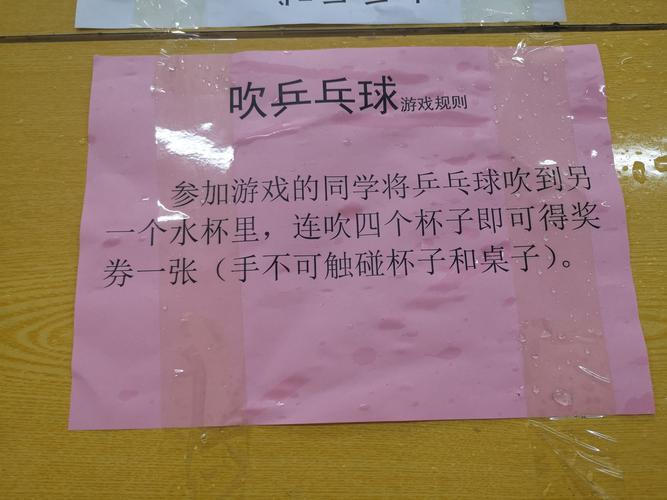 吹乒乓球游戏规则
参加游戏的同学将乒乓球吹到另
一个水杯里，连吹四个杯子即可得奖
券一张（手不可触碰杯子和桌子）。